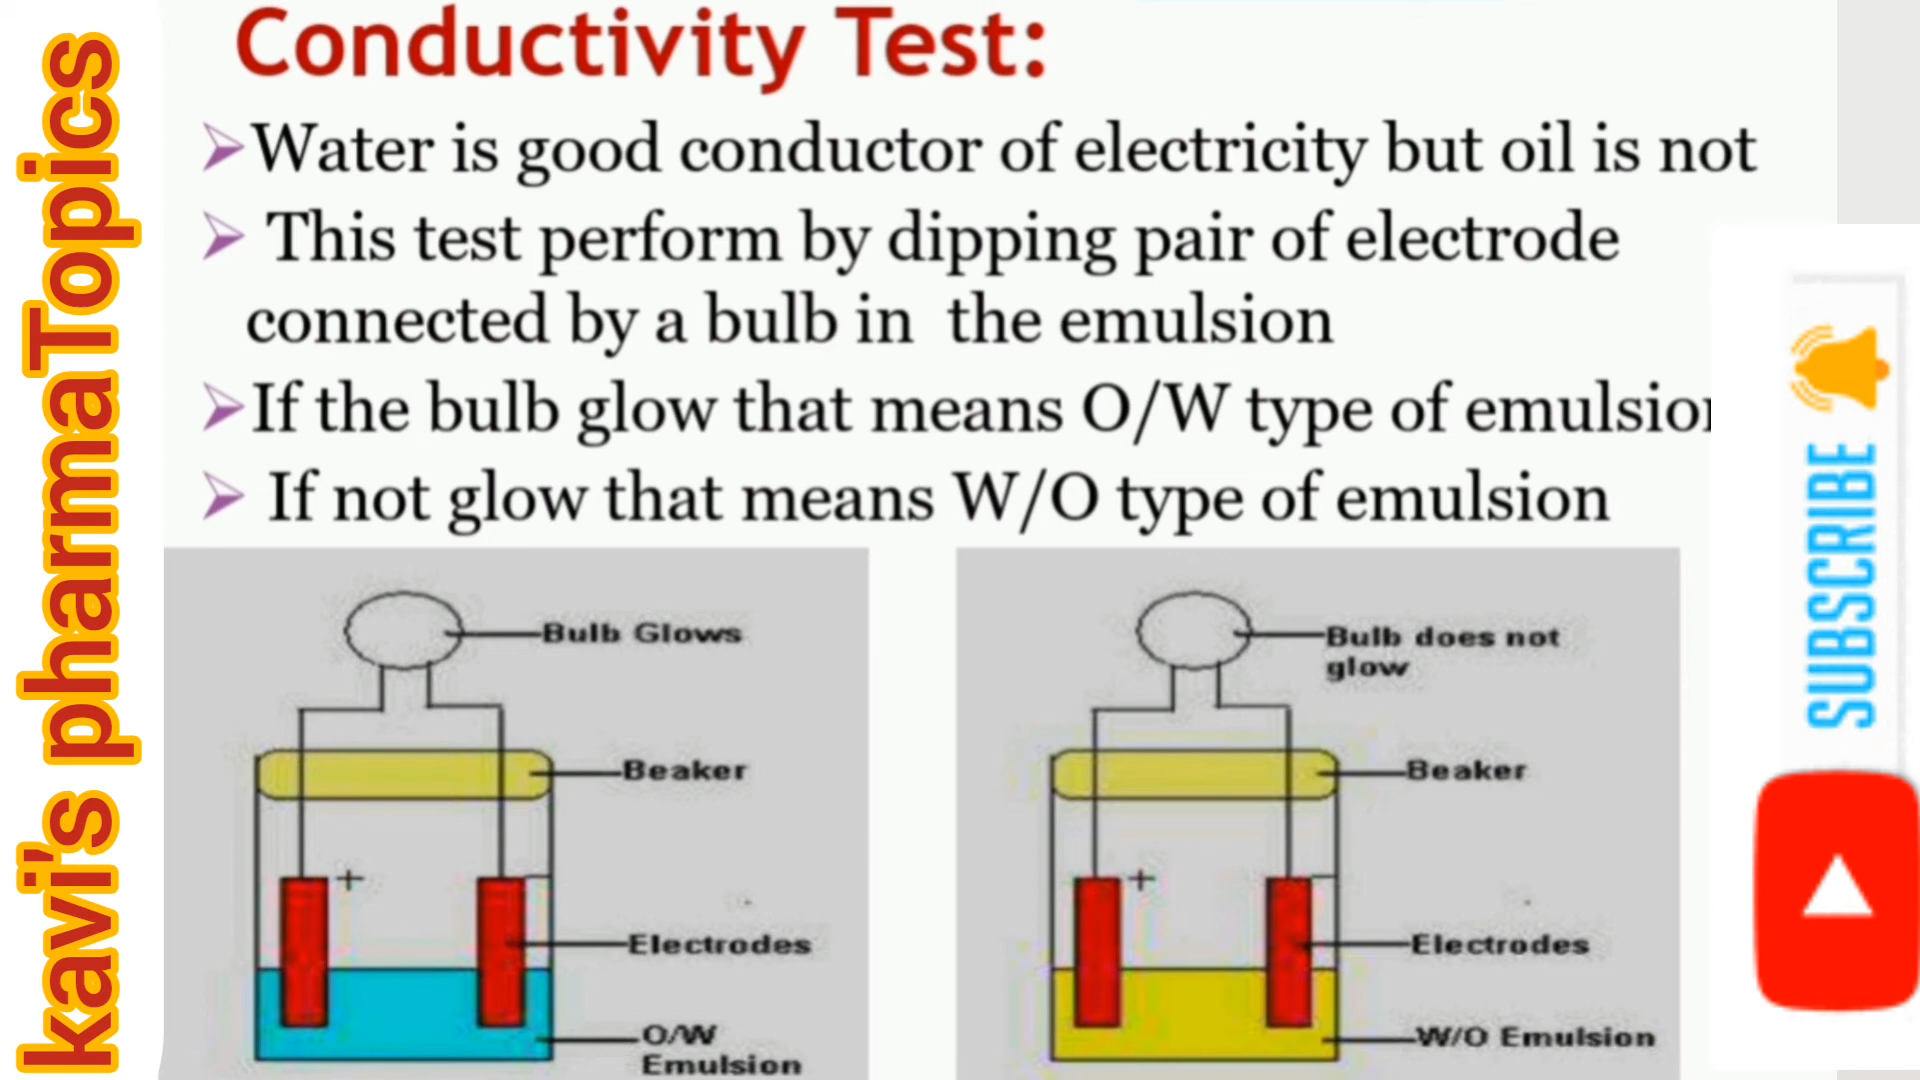 kavi's pharmaTopics
Conductivity Test:
Water is good conductor of electricity but oil is not
This test perform by dipping pair of electrode
connected by a bulb in the emulsion
If the bulb glow that means O/W type of emulsion
If not glow that means W/O type of emulsion
Bulb Glows
Beaker
+
Electrodes
O/W
Emulsion
Bulb does not
glow
Beaker
+
Electrodes
W/O Emulsion
SUBSCRIBE